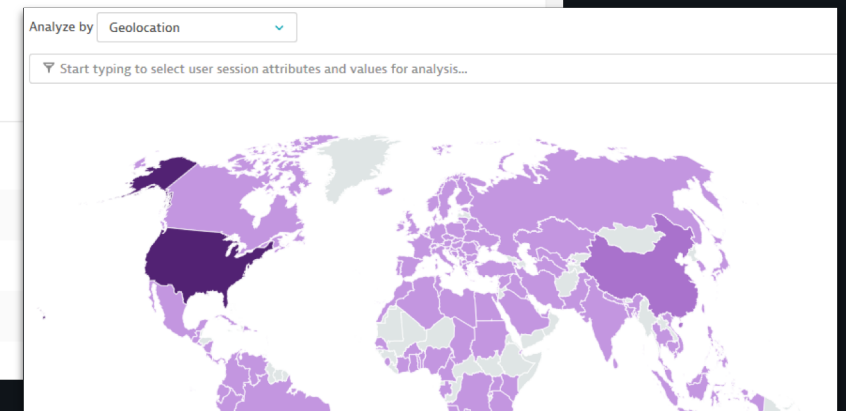 Analyze by Geolocation
Start typing to select user session attributes and values for analysis...